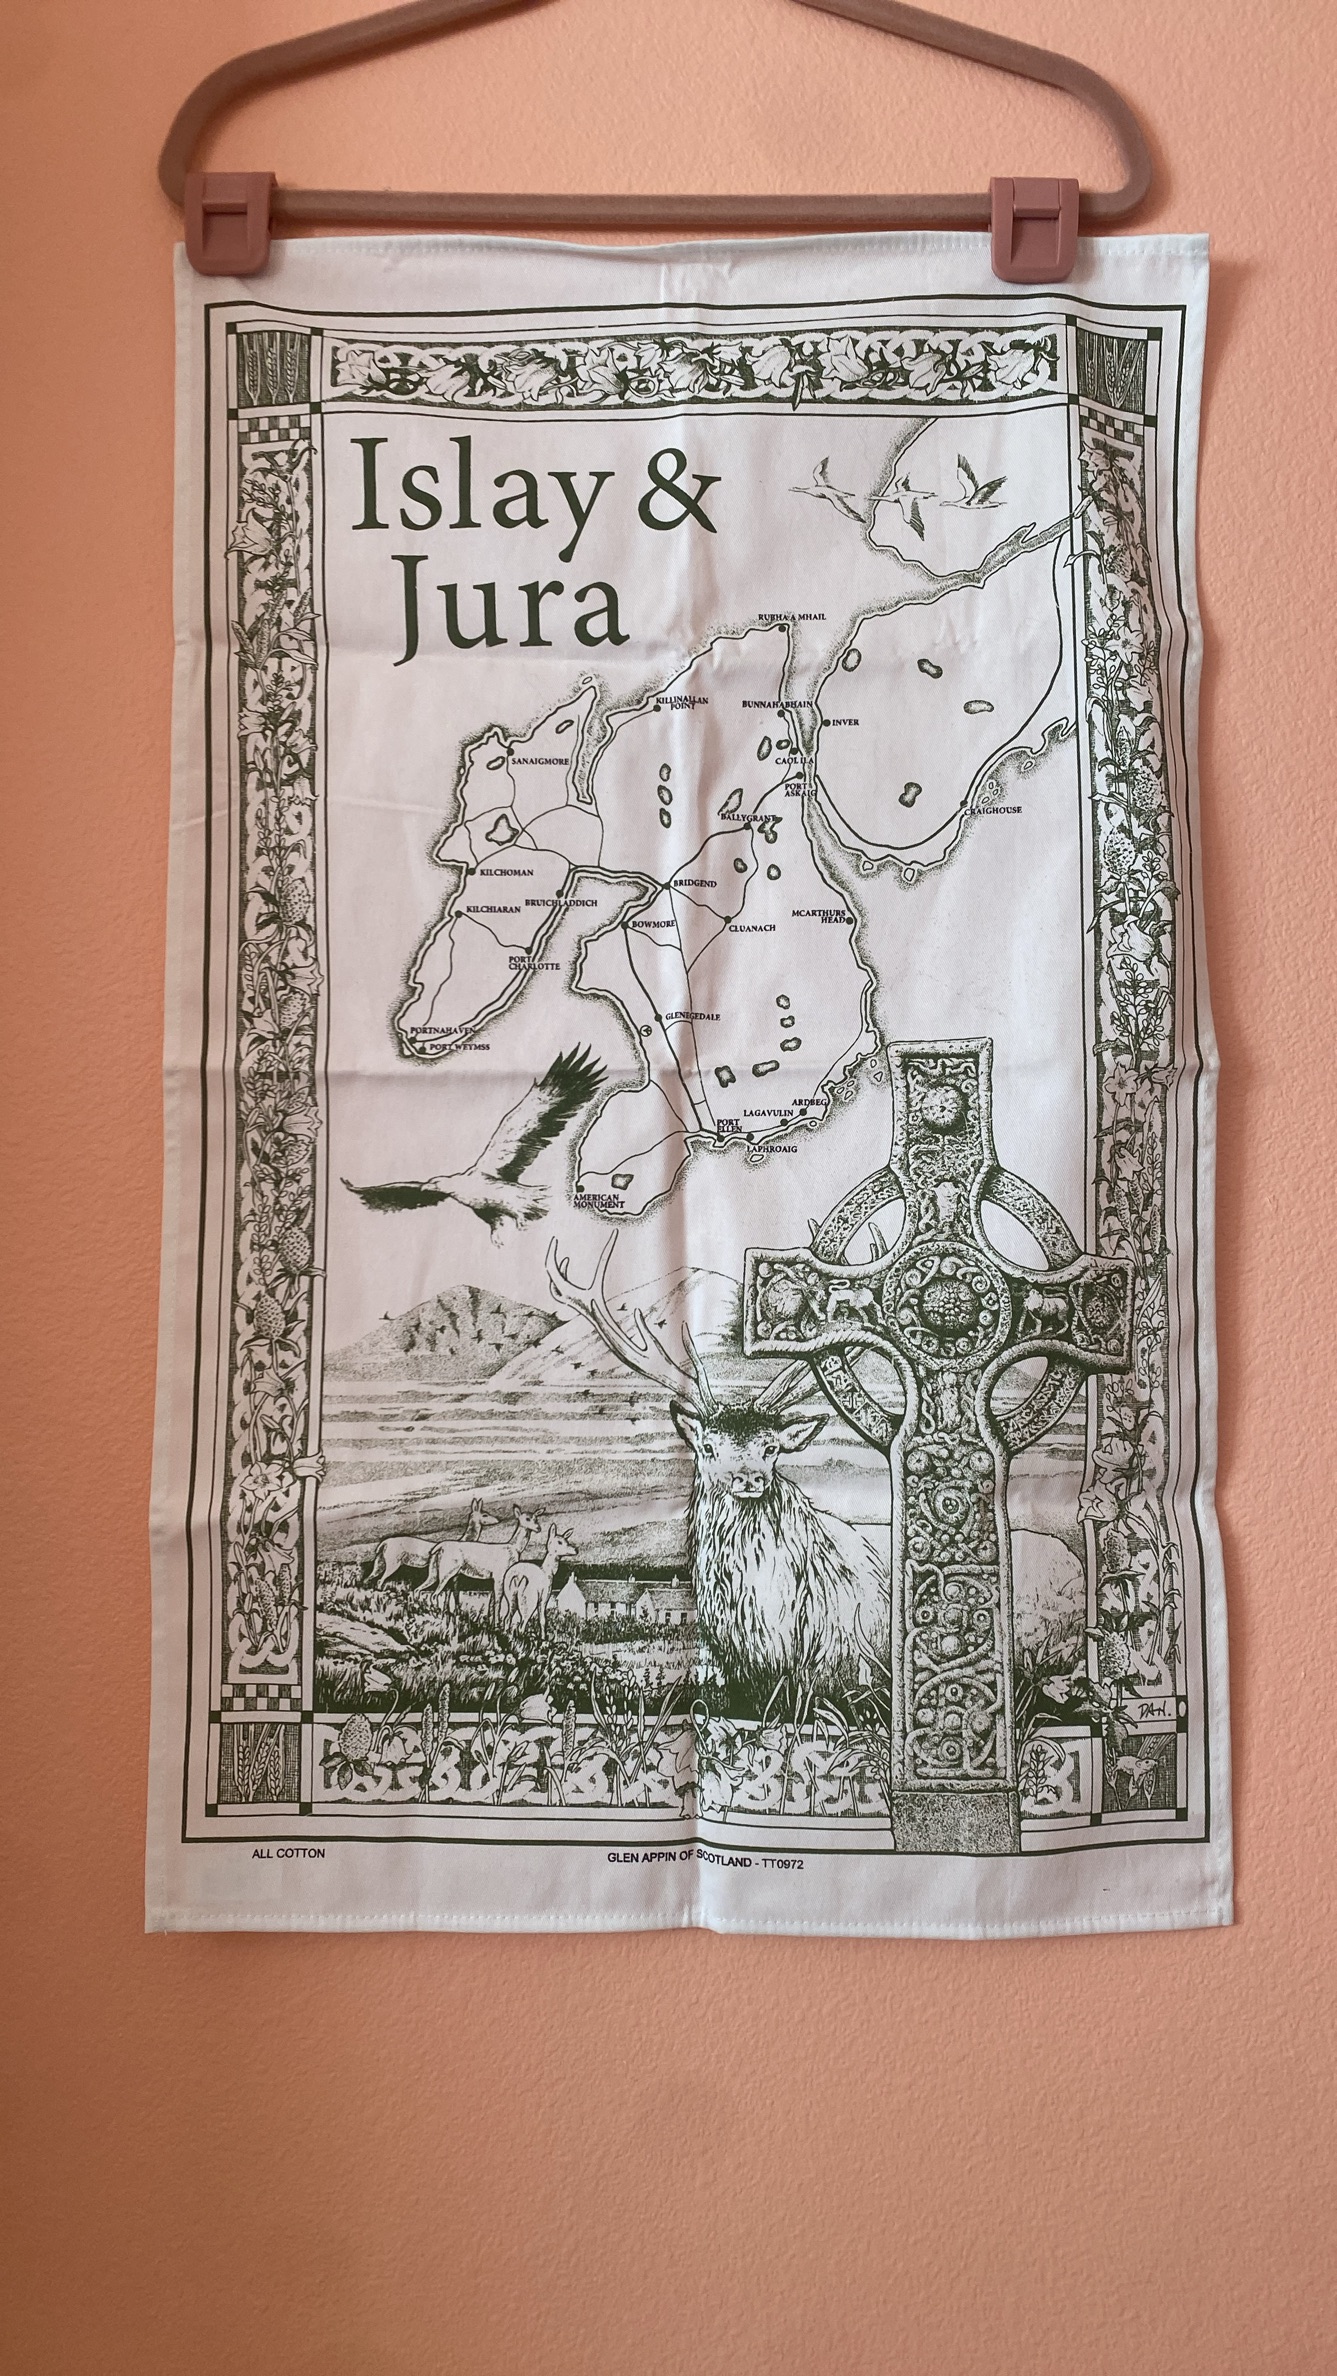 Islay &
Jura
RUBHA A MHAIL
KILLINALLAN
POINT
BUNNAHABHAIN
INVER
SANAIGMORE
CAOL ILA
PORT
ASKAIG
BALLYGRANT
CRAIGHOUSE
KILCHOMAN
BRIDGEND
BRUICHLADDICH
KILCHIARAN
MCARTHURS
HEAD
BOWMORE
CLUANACH
PORT
CHARLOTTE
GLENEGEDALE
PORTNAHAVEN
PORT WEYMSS
ARDBEG
LAGAVULIN
PORT
ELLEN
LAPHROAIG
AMERICAN
MONUMENT
DAN.
ALL COTTON
GLEN APPIN OF SCOTLAND - TT0972